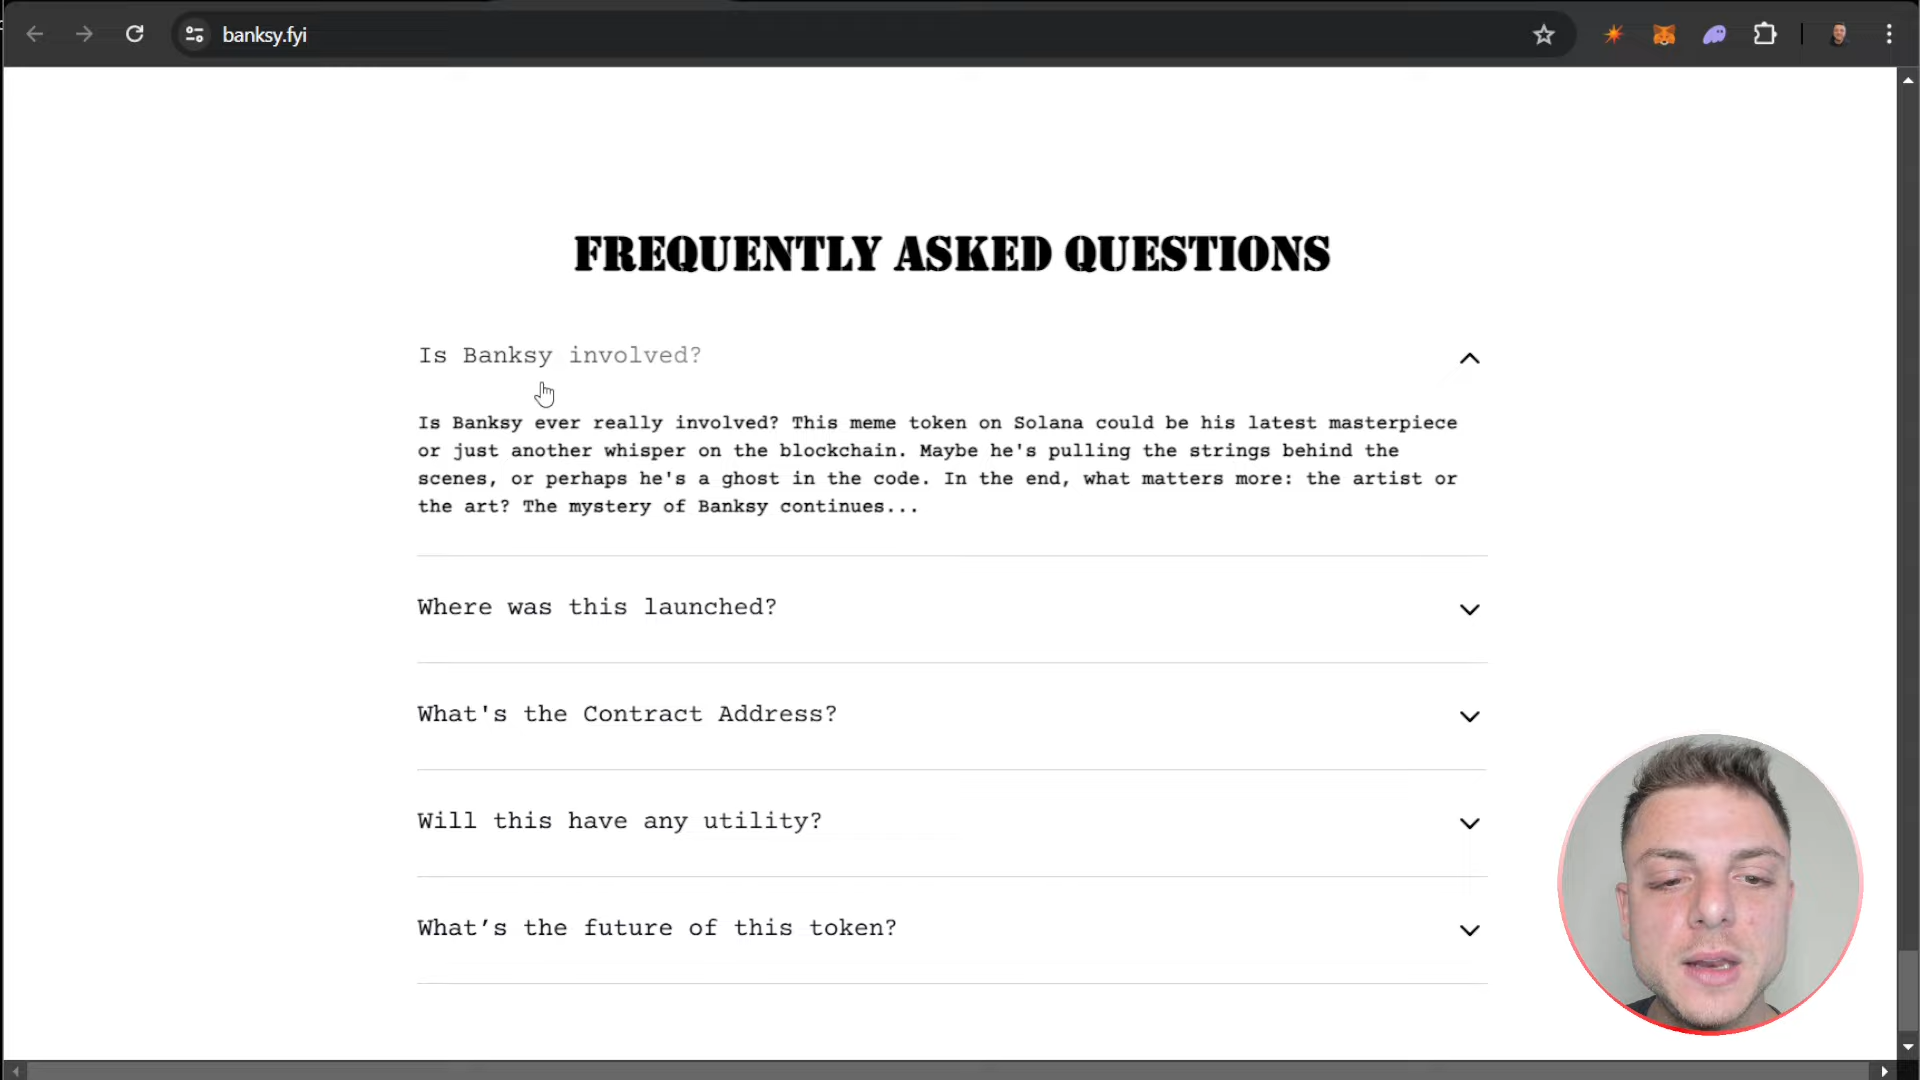 banksy.fyi
FREQUENTLY ASKED QUESTIONS
Is Banksy involved?
Is Banksy ever really involved? This meme token on Solana could be his latest masterpiece
or just another whisper on the blockchain. Maybe he's pulling the strings behind the
scenes, or perhaps he's a ghost in the code. In the end, what matters more: the artist or
the art? The mystery of Banksy continues...
Where was this launched?
What's the Contract Address?
Will this have any utility?
What’s the future of this token?